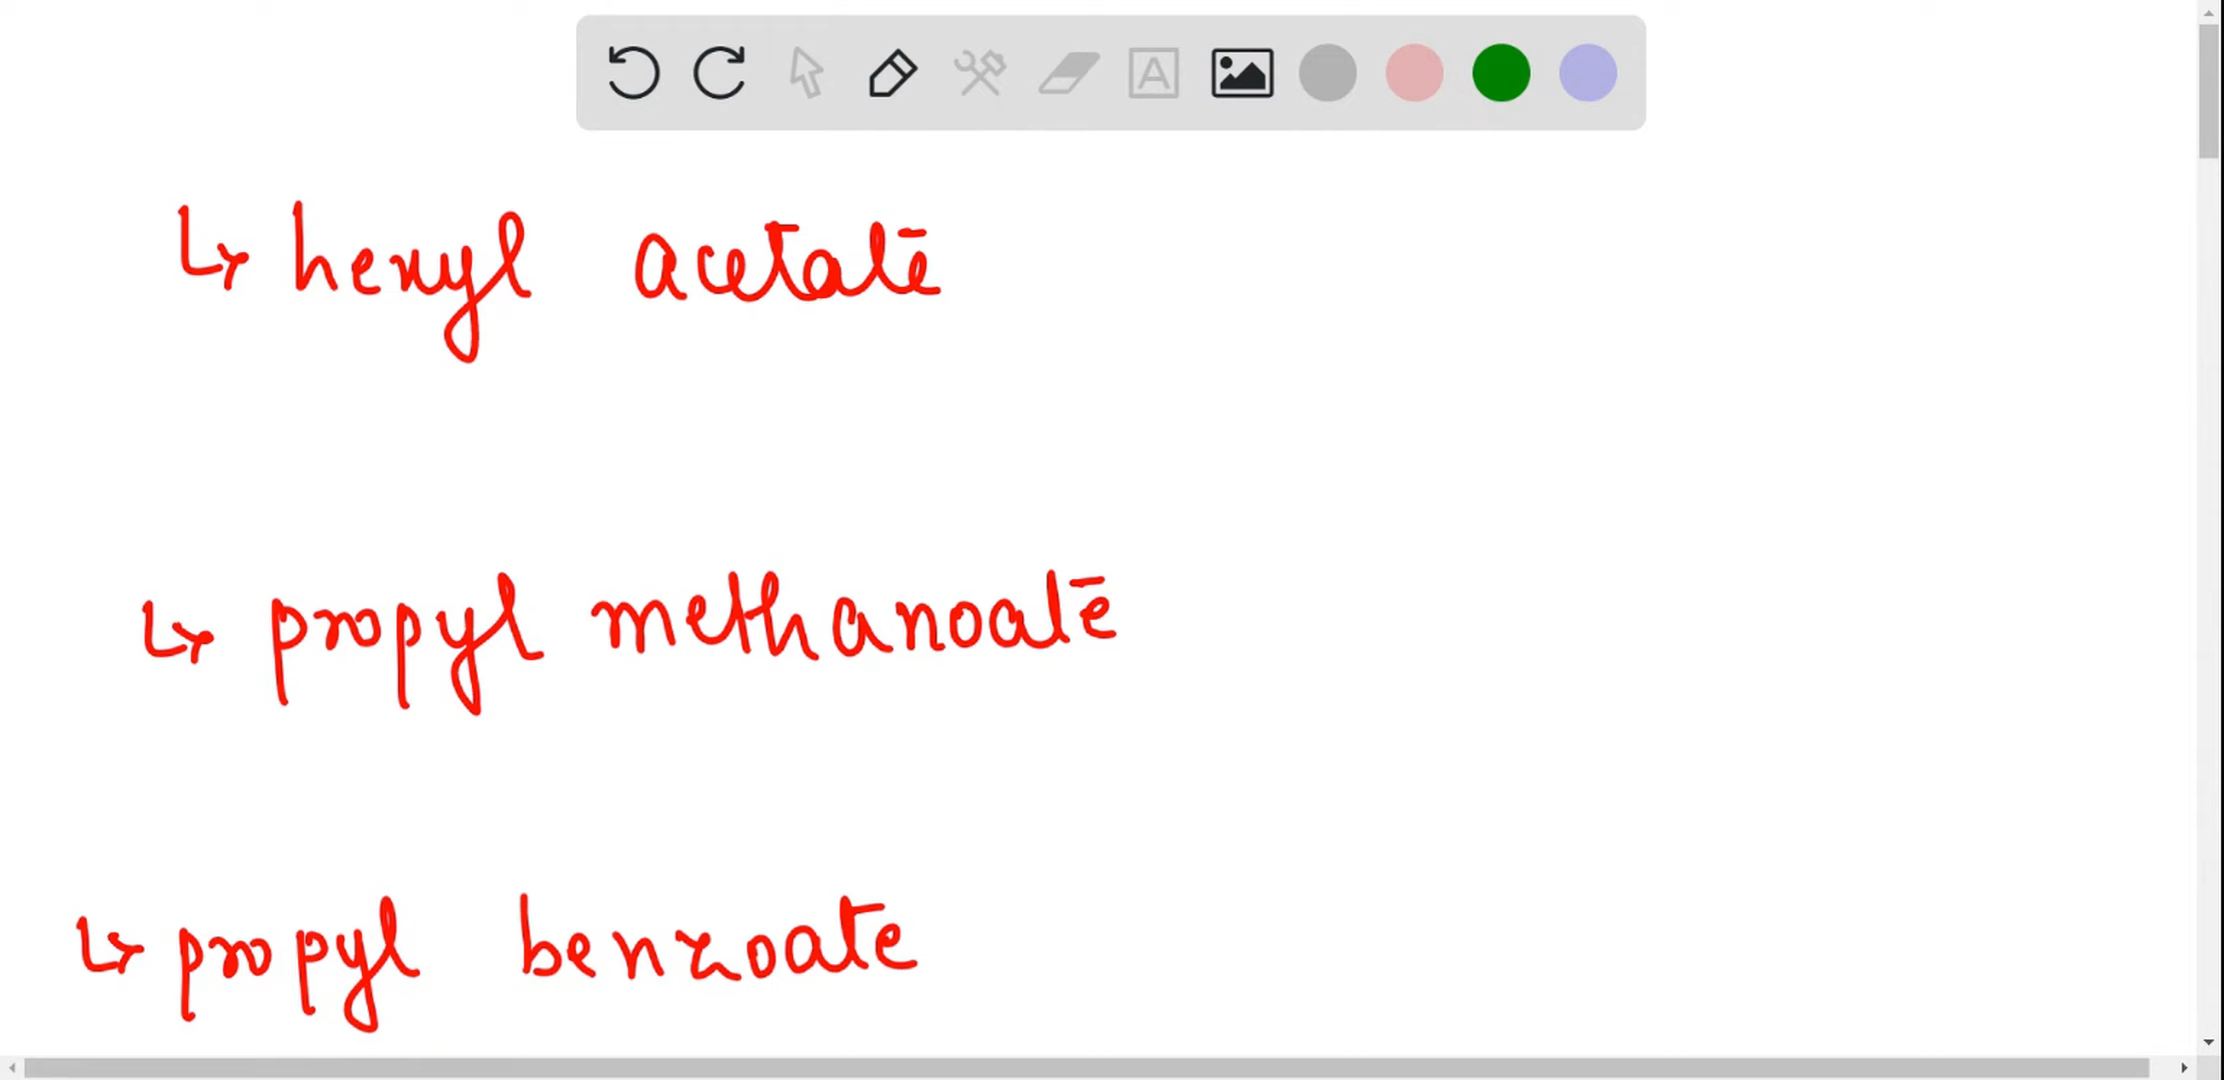 ↳ hexyl acetate
↳ propyl methanoate
↳ propyl benzoate